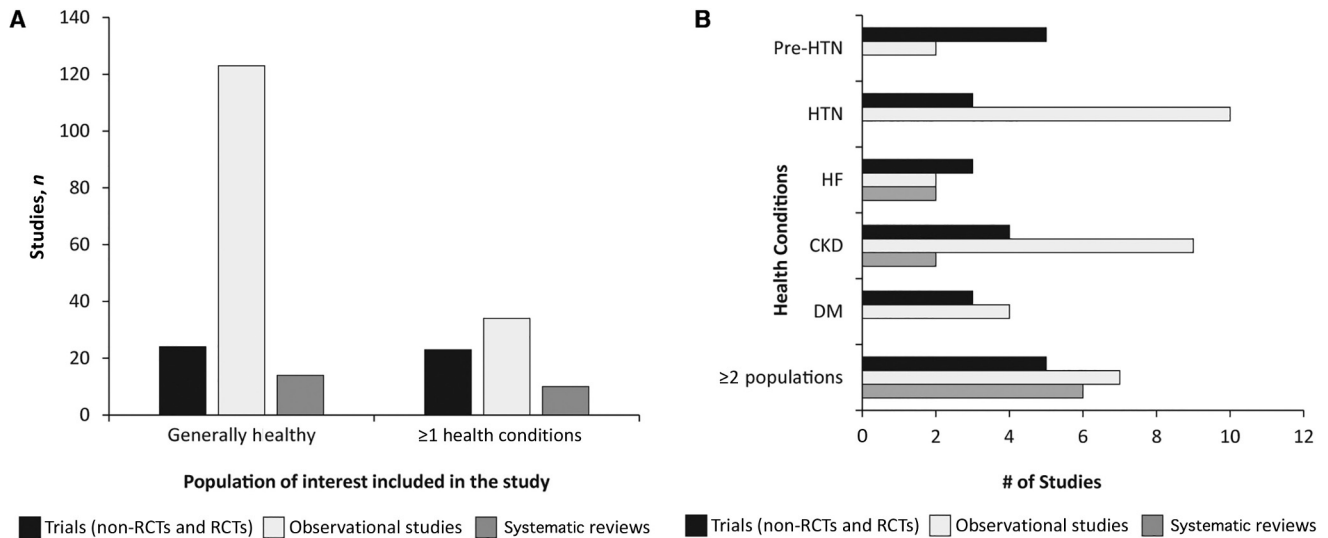 A
Studies, n
140
120
100
80
60
40
20
0
Generally healthy
≥1 health conditions
Population of interest included in the study
Trials (non-RCTs and RCTs)
Observational studies
Systematic reviews
B
Health Conditions
Pre-HTN
HTN
HF
CKD
DM
≥2 populations
0 2 4 6 8 10 12
# of Studies
Trials (non-RCTs and RCTs)
Observational studies
Systematic reviews